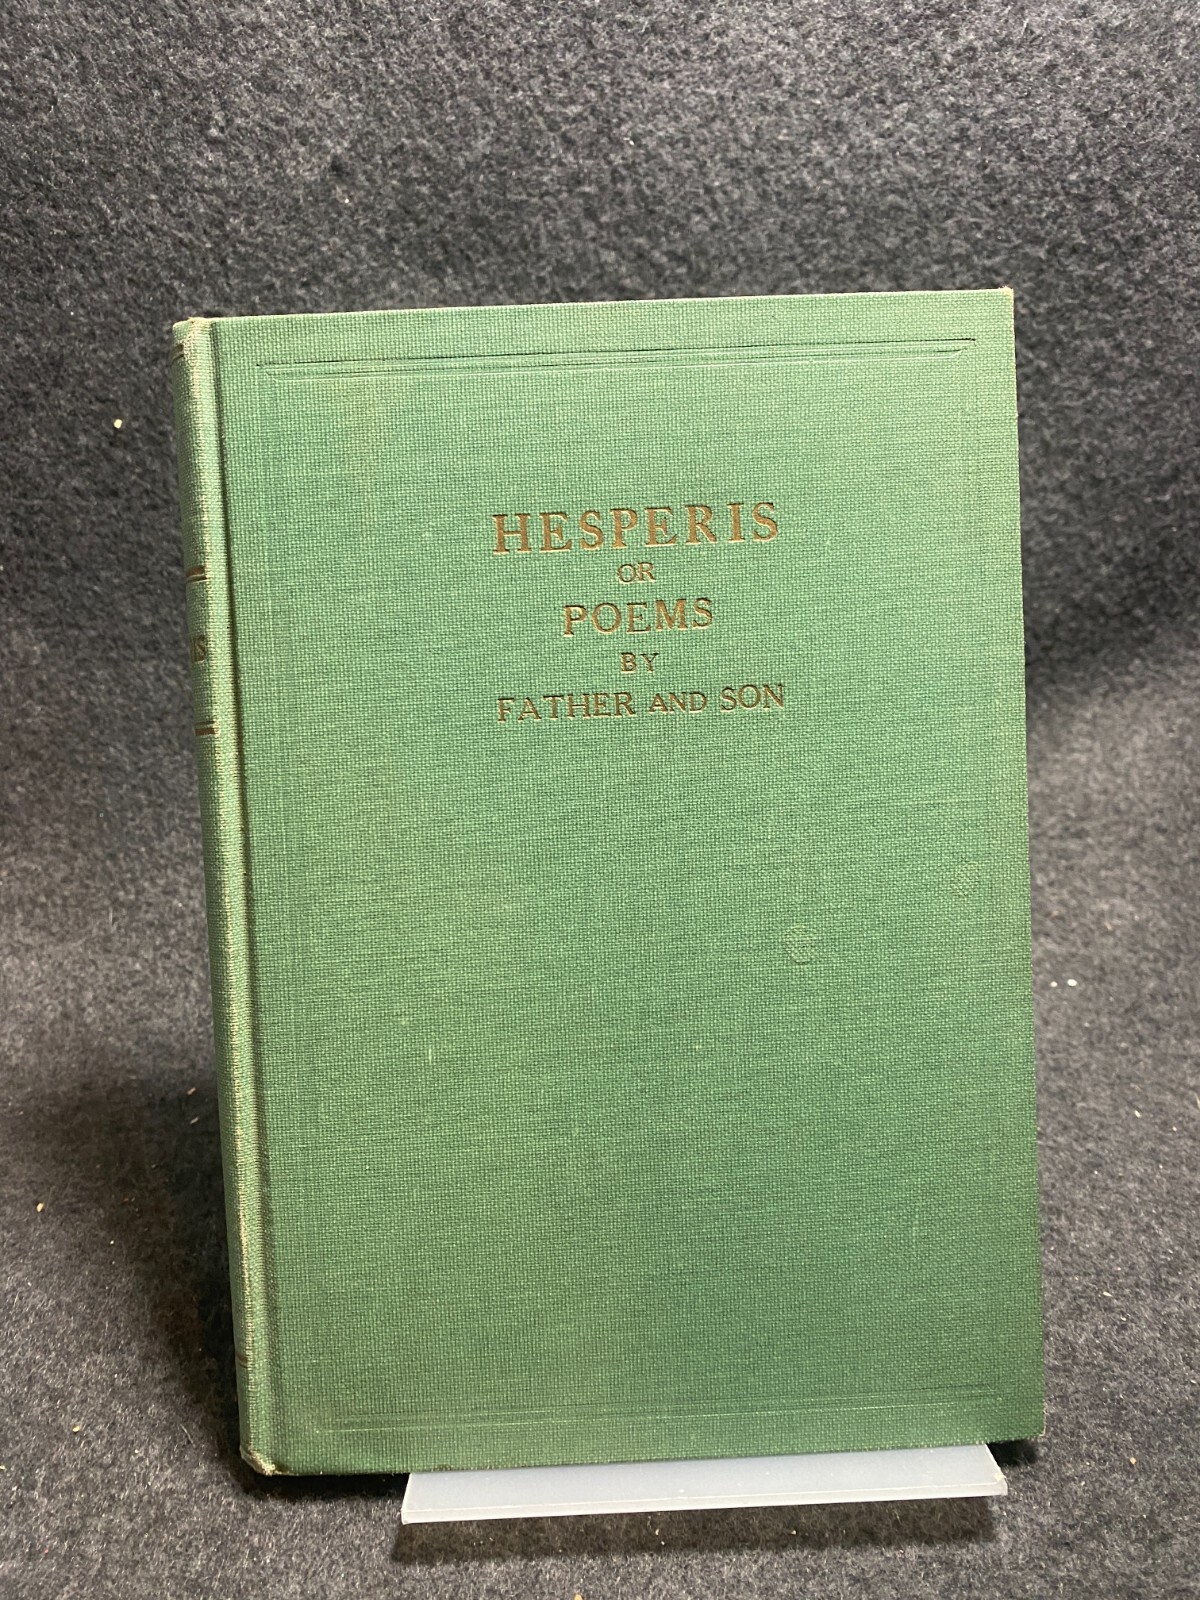 HESPERIS
OR
POEMS
BY
FATHER AND SON